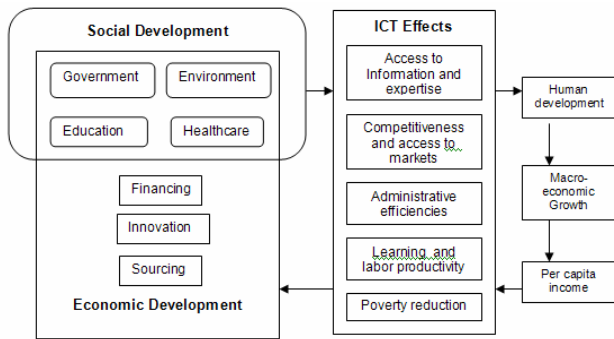 Social Development
Government
Environment
Education
Healthcare
Financing
Innovation
Sourcing
Economic Development
ICT Effects
Access to
Information and
expertise
Competitiveness
and access to
markets
Administrative
efficiencies
Learning and
labor productivity
Poverty reduction
Human
development
Macro-
economic
Growth
Per capita
income